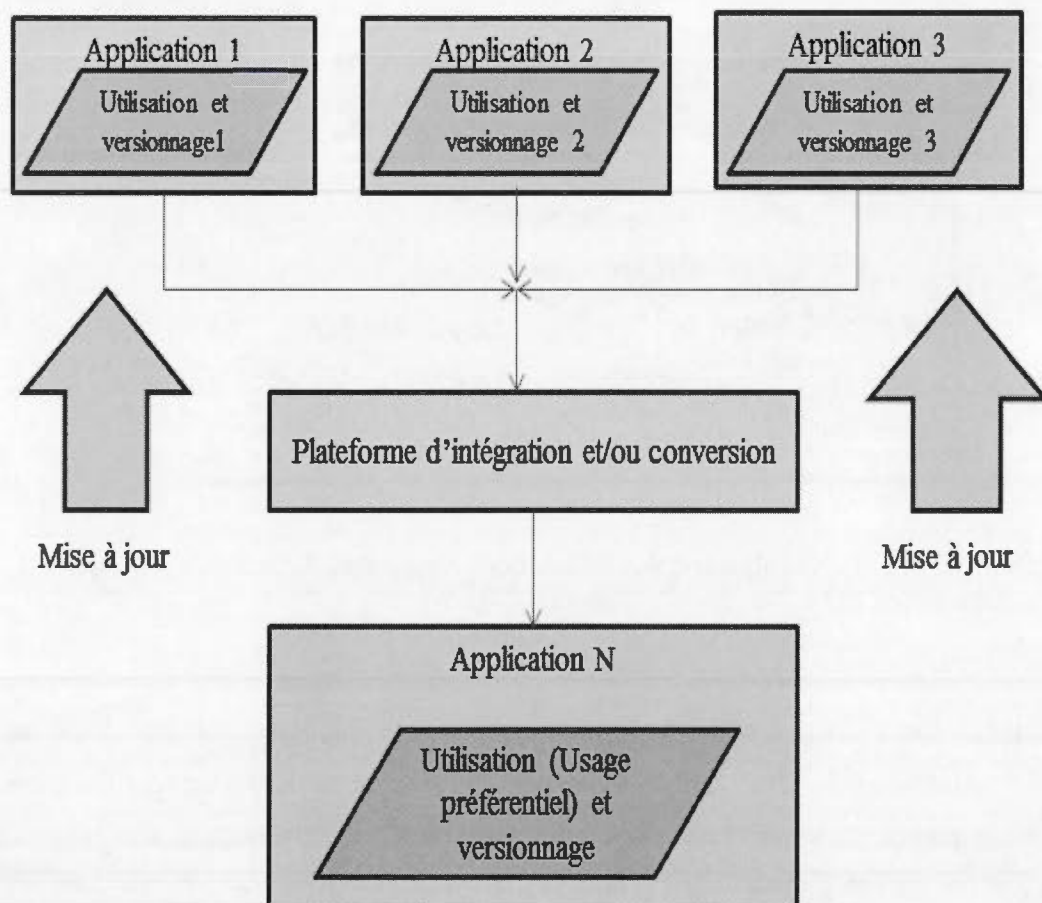 Application 1
Utilisation et
versionnage1
Application 2
Utilisation et
versionnage 2
Application 3
Utilisation et
versionnage 3
Plateforme d'intégration et/ou conversion
Mise à jour
Mise à jour
Application N
Utilisation (Usage
préférentiel) et
versionnage